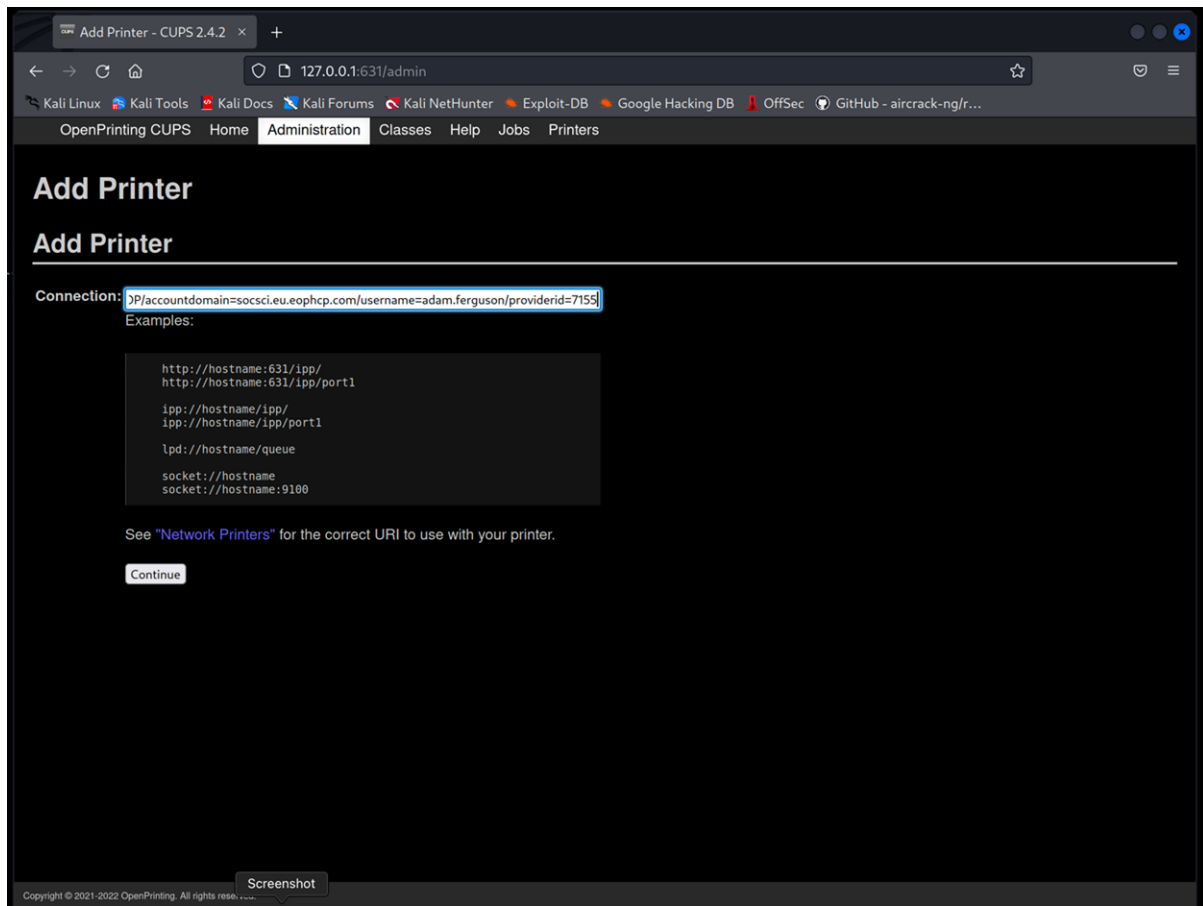 Add Printer - CUPS 2.4.2
127.0.0.1:631/admin
Kali Linux Kali Tools Kali Docs Kali Forums Kali NetHunter Exploit-DB Google Hacking DB OffSec GitHub - aircrack-ng/r...
OpenPrinting CUPS Home Administration Classes Help Jobs Printers
Add Printer
Add Printer
Connection: OP/accountdomain=socsci.eu.eophcp.com/username=adam.ferguson/providerid=7155
Examples:
http://hostname:631/ipp/
http://hostname:631/ipp/port1
ipp://hostname/ipp/
ipp://hostname/ipp/port1
lpd://hostname/queue
socket://hostname
socket://hostname:9100
See "Network Printers" for the correct URI to use with your printer.
Continue
Screenshot
Copyright © 2021-2022 OpenPrinting. All rights